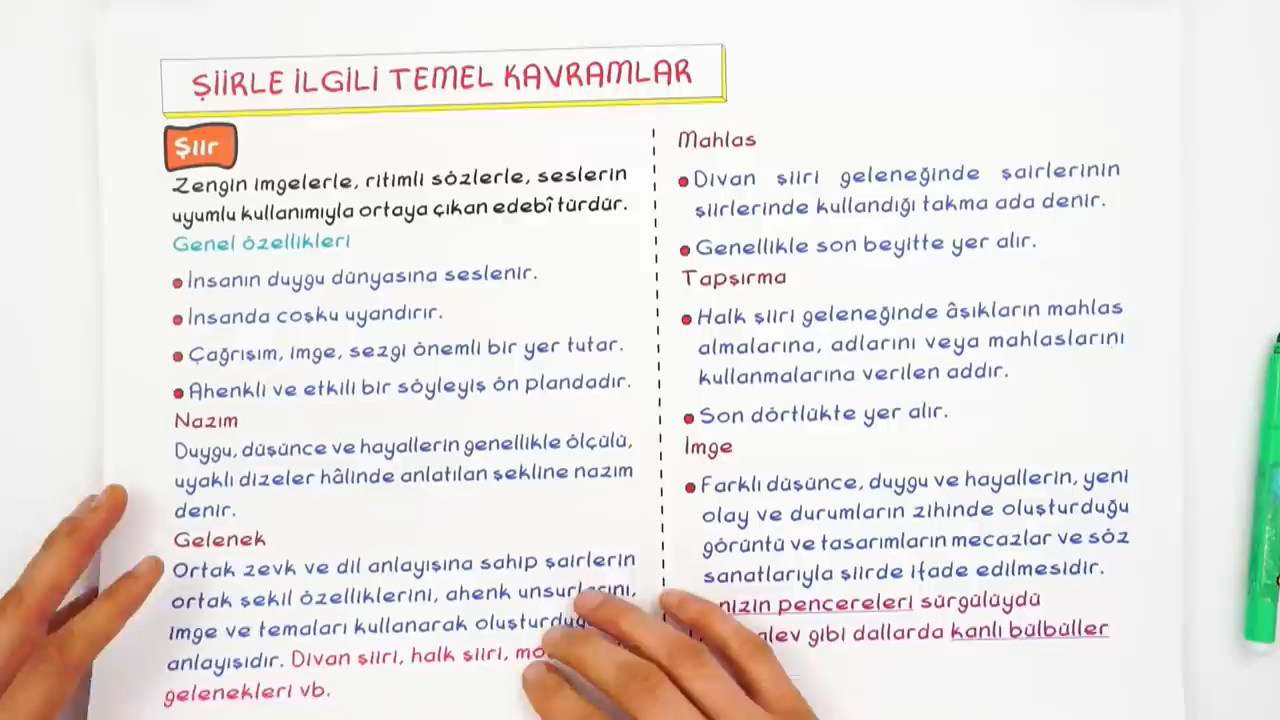 ŞİİRLE İLGİLİ TEMEL KAVRAMLAR
Şiir
Zengin imgelerle, ritimli sözlerle, seslerin
uyumlu kullanımıyla ortaya çıkan edebî türdür.
Genel özellikleri
İnsanın duygu dünyasına seslenir.
İnsanda coşku uyandırır.
Çağrışım, imge, sezgi önemli bir yer tutar.
Ahenkli ve etkili bir söyleyiş ön plandadır.
Nazım
Duygu, düşünce ve hayallerin genellikle ölçülü,
uyaklı dizeler hâlinde anlatılan şekline nazım
denir.
Gelenek
Ortak zevk ve dil anlayışına sahip şairlerin
ortak şekil özelliklerini, ahenk
imge ve temaları kullanarak
anlayışıdır. Divan şiiri, halk şiiri,
gelenekleri vb.
Mahlas
Divan şiiri geleneğinde şairlerinin
şiirlerinde kullandığı takma ada denir.
Genellikle son beyitte yer alır.
Tapşırma
Halk şiiri geleneğinde âşıkların mahlas
almalarına, adlarını veya mahlaslarını
kullanmalarına verilen addır.
Son dörtlükte yer alır.
İmge
Farklı düşünce, duygu ve hayallerin, yeni
olay ve durumların zihinde oluşturduğu
görüntü ve tasarımların mecazlar ve söz
sanatlarıyla şiirde ifade edilmesidir.
pencereleri sürgülüydü
gibi dallarda kanlı bülbüller